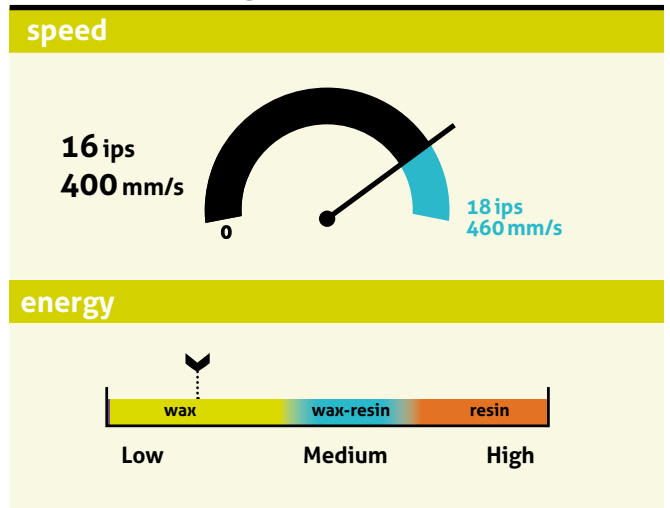 speed
16 ips
400 mm/s
0
18 ips
460 mm/s
energy
wax wax-resin resin
Low Medium High